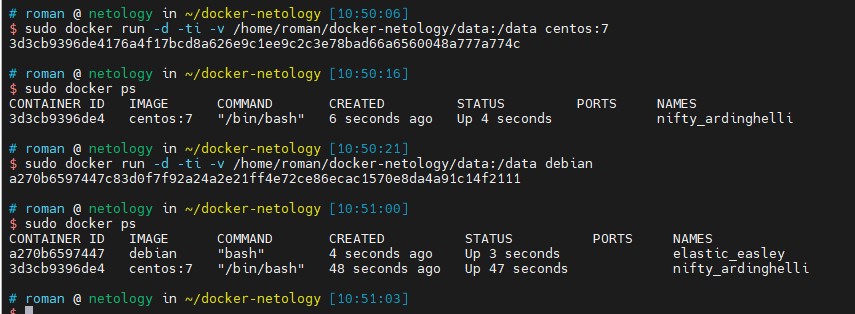 # roman @ netology in ~/docker-netology [10:50:06]
$ sudo docker run -d -ti -v /home/roman/docker-netology/data:/data centos:7
3d3cb9396de4176a4f17bcd8a626e9c1ee9c2c3e78bad66a6560048a777a774c
# roman @ netology in ~/docker-netology [10:50:16]
$ sudo docker ps
CONTAINER ID   IMAGE      COMMAND       CREATED         STATUS         PORTS     NAMES
3d3cb9396de4   centos:7   "/bin/bash"   6 seconds ago   Up 4 seconds             nifty_ardinghelli
# roman @ netology in ~/docker-netology [10:50:21]
$ sudo docker run -d -ti -v /home/roman/docker-netology/data:/data debian
a270b6597447c83d0f7f92a24a2e21ff4e72ce86ecac1570e8da4a91c14f2111
# roman @ netology in ~/docker-netology [10:51:00]
$ sudo docker ps
CONTAINER ID   IMAGE      COMMAND       CREATED          STATUS          PORTS     NAMES
a270b6597447   debian     "bash"        4 seconds ago    Up 3 seconds              elastic_easley
3d3cb9396de4   centos:7   "/bin/bash"   48 seconds ago   Up 47 seconds             nifty_ardinghelli
# roman @ netology in ~/docker-netology [10:51:03]
$